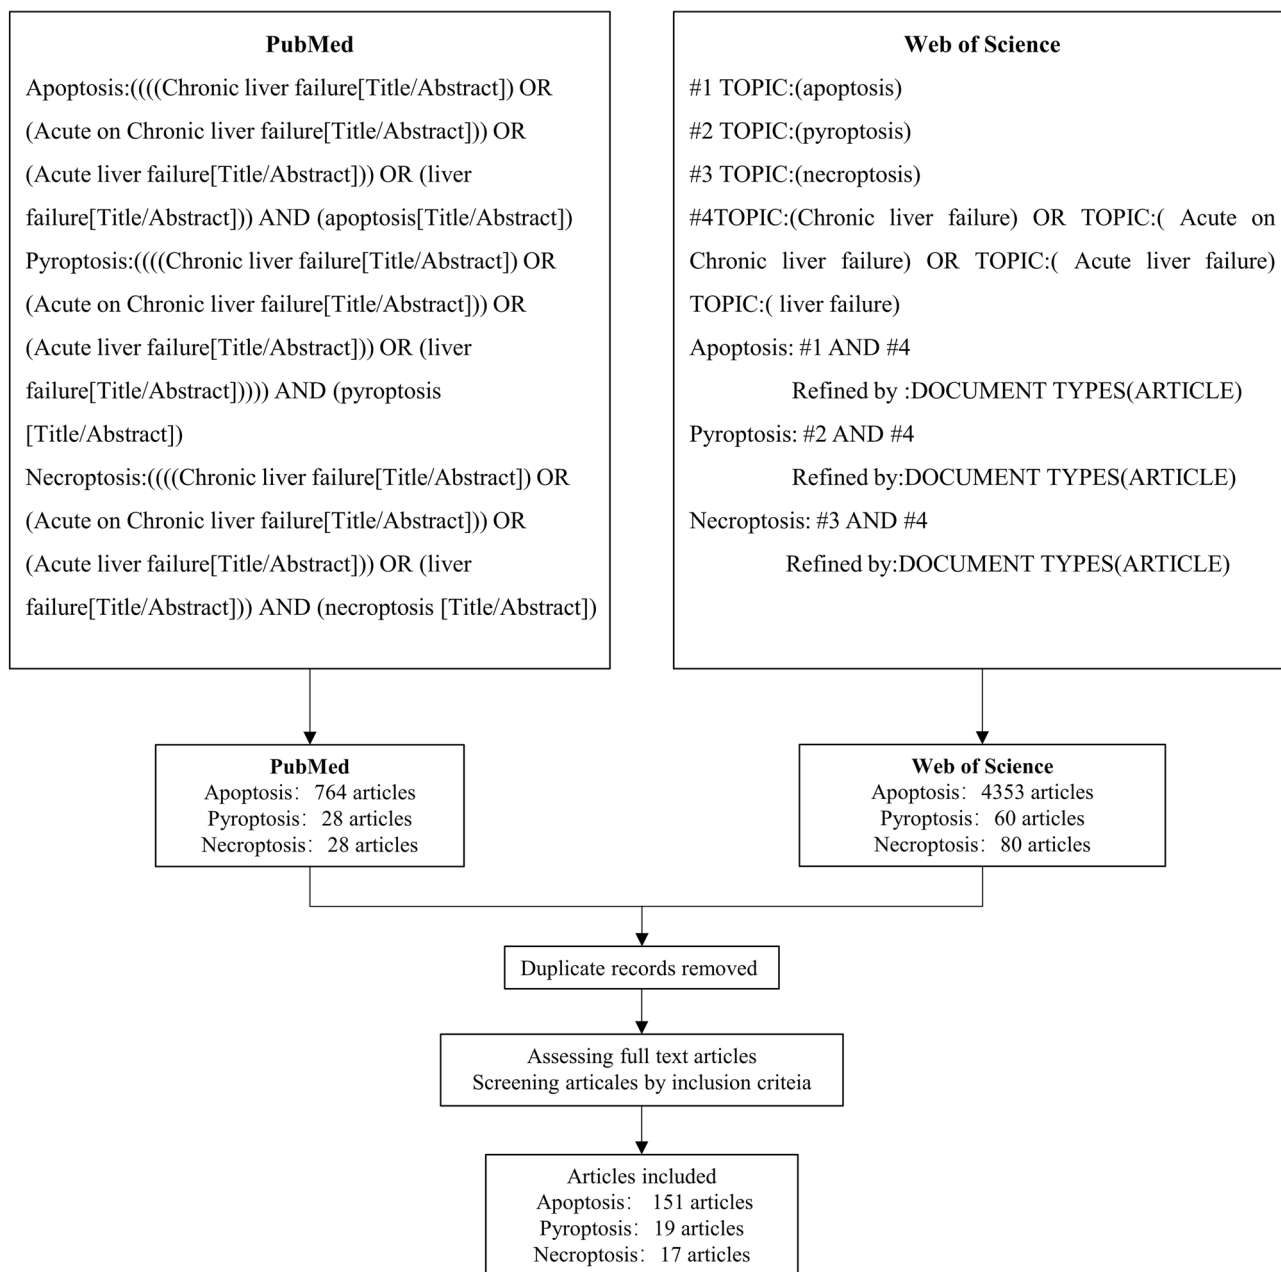 PubMed
Apoptosis:((((Chronic liver failure[Title/Abstract]) OR
(Acute on Chronic liver failure[Title/Abstract])) OR
(Acute liver failure[Title/Abstract])) OR (liver
failure[Title/Abstract])) AND (apoptosis[Title/Abstract])
Pyroptosis:((((Chronic liver failure[Title/Abstract]) OR
(Acute on Chronic liver failure[Title/Abstract])) OR
(Acute liver failure[Title/Abstract])) OR (liver
failure[Title/Abstract])))) AND (pyroptosis
[Title/Abstract])
Necroptosis:((((Chronic liver failure[Title/Abstract]) OR
(Acute on Chronic liver failure[Title/Abstract])) OR
(Acute liver failure[Title/Abstract])) OR (liver
failure[Title/Abstract])) AND (necroptosis [Title/Abstract])
Web of Science
#1 TOPIC:(apoptosis)
#2 TOPIC:(pyroptosis)
#3 TOPIC:(necroptosis)
#4TOPIC:(Chronic liver failure) OR TOPIC:( Acute on
Chronic liver failure) OR TOPIC:( Acute liver failure)
TOPIC:( liver failure)
Apoptosis: #1 AND #4
Refined by :DOCUMENT TYPES(ARTICLE)
Pyroptosis: #2 AND #4
Refined by:DOCUMENT TYPES(ARTICLE)
Necroptosis: #3 AND #4
Refined by:DOCUMENT TYPES(ARTICLE)
PubMed
Apoptosis：764 articles
Pyroptosis：28 articles
Necroptosis：28 articles
Web of Science
Apoptosis：4353 articles
Pyroptosis：60 articles
Necroptosis：80 articles
Duplicate records removed
Assessing full text articles
Screening articales by inclusion criteia
Articles included
Apoptosis：151 articles
Pyroptosis：19 articles
Necroptosis：17 articles